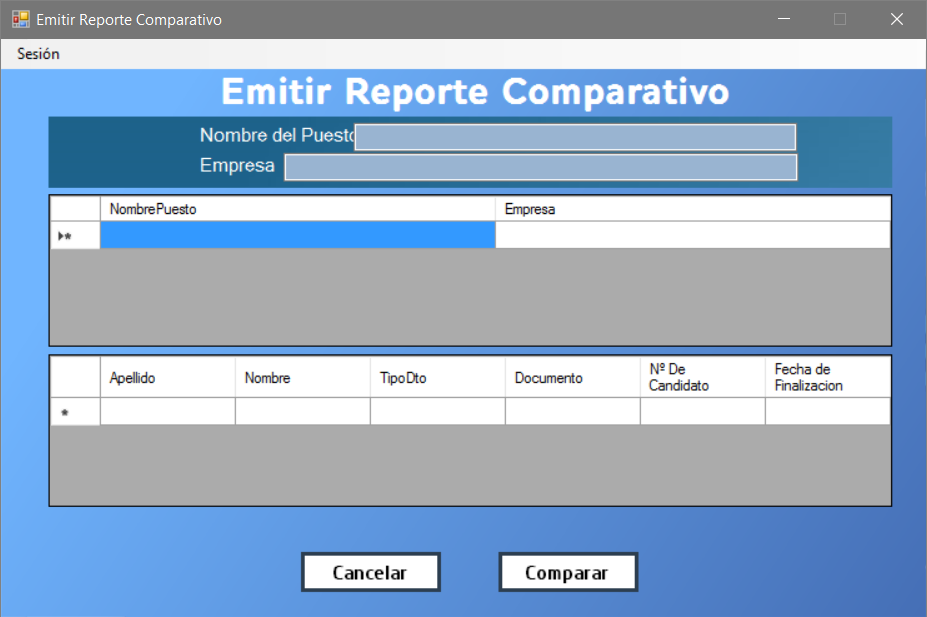 Emitir Reporte Comparativo
Sesión
Emitir Reporte Comparativo
Nombre del Puesto
Empresa
NombrePuesto Empresa
Apellido Nombre TipoDto Documento Nº De Candidato Fecha de Finalizacion
Cancelar Comparar